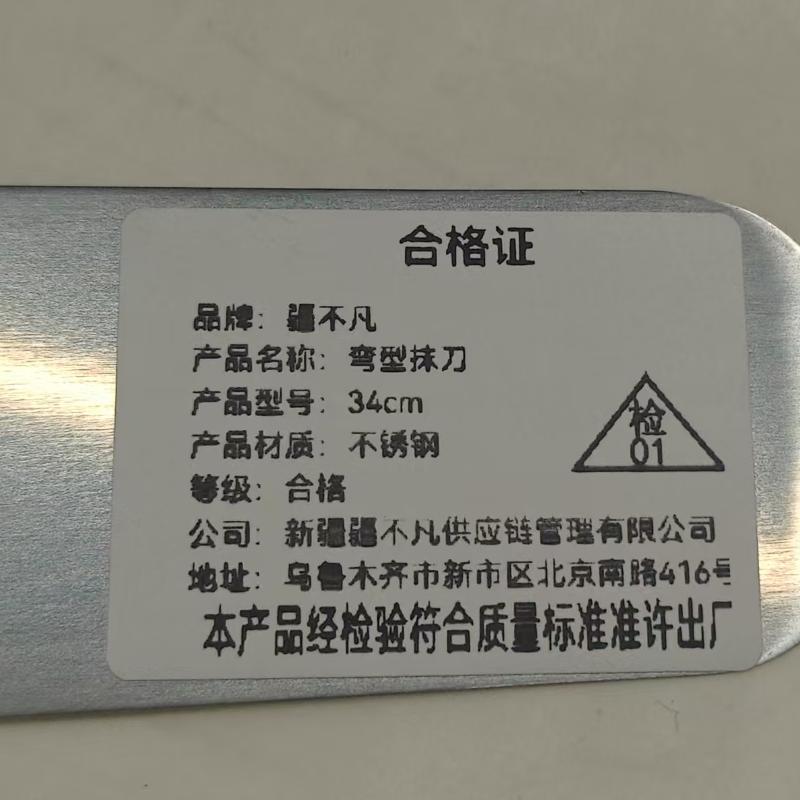 合格证
品牌：疆不凡
产品名称：弯型抹刀
产品型号：34cm
产品材质：不锈钢
等级：合格
检
01
公司：新疆疆不凡供应链管理有限公司
地址：乌鲁木齐市新市区北京南路416号
本产品经检验符合质量标准准许出厂